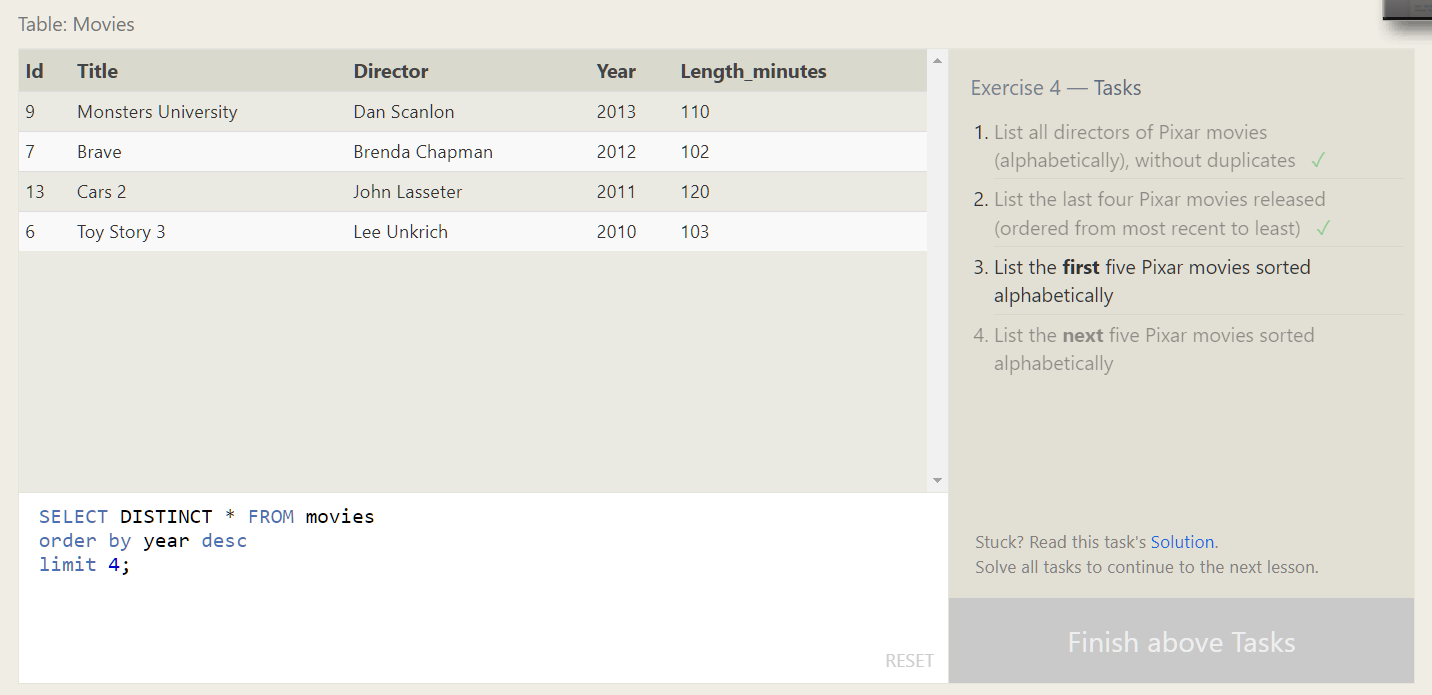 Table: Movies
Id Title Director Year Length_minutes
9 Monsters University Dan Scanlon 2013 110
7 Brave Brenda Chapman 2012 102
13 Cars 2 John Lasseter 2011 120
6 Toy Story 3 Lee Unkrich 2010 103
SELECT DISTINCT * FROM movies
order by year desc
limit 4;
RESET
Exercise 4 — Tasks
1. List all directors of Pixar movies
(alphabetically), without duplicates ✓
2. List the last four Pixar movies released
(ordered from most recent to least) ✓
3. List the first five Pixar movies sorted
alphabetically
4. List the next five Pixar movies sorted
alphabetically
Stuck? Read this task's Solution.
Solve all tasks to continue to the next lesson.
Finish above Tasks